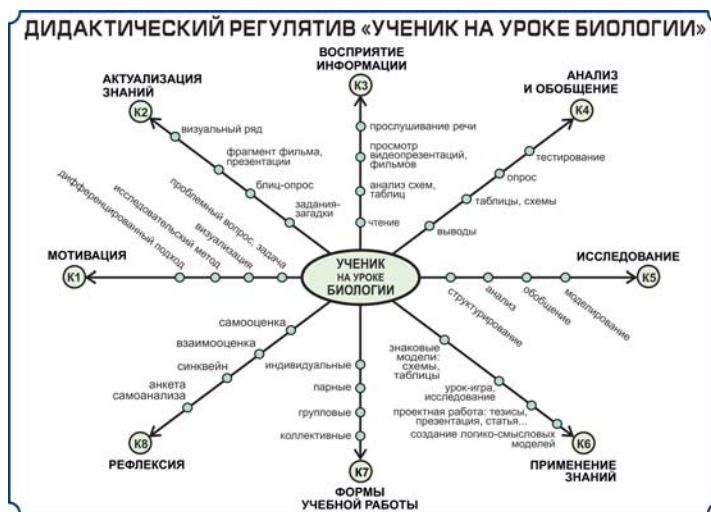 ДИДАКТИЧЕСКИЙ РЕГУЛЯТИВ «УЧЕНИК НА УРОКЕ БИОЛОГИИ»
АКТУАЛИЗАЦИЯ
ЗНАНИЙ
К2
визуальный ряд
фрагмент фильма,
презентации
блиц-опрос
задания-
загадки
ВОСПРИЯТИЕ
ИНФОРМАЦИИ
К3
прослушивание речи
просмотр
видеопрезентаций,
фильмов
анализ схем,
таблиц
чтение
АНАЛИЗ
И ОБОБЩЕНИЕ
К4
тестирование
опрос
таблицы, схемы
выводы
МОТИВАЦИЯ
К1
дифференцированный подход
исследовательский метод
визуализация
проблемный вопрос, задача
УЧЕНИК
НА УРОКЕ
БИОЛОГИИ
ИССЛЕДОВАНИЕ
К5
структурирование
анализ
обобщение
моделирование
самооценка
взаимооценка
синквейн
анкета
самоанализа
К8
РЕФЛЕКСИЯ
индивидуальные
парные
групповые
коллективные
К7
ФОРМЫ
УЧЕБНОЙ РАБОТЫ
знаковые
модели:
схемы,
таблицы
урок-игра,
исследование
проектная работа: тезисы,
презентация, статья...
создание логико-смысловых
моделей
К6
ПРИМЕНЕНИЕ
ЗНАНИЙ